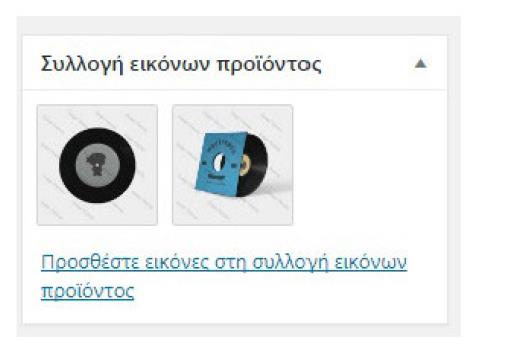 Συλλογή εικόνων προϊόντος
Προσθέστε εικόνες στη συλλογή εικόνων
προϊόντος